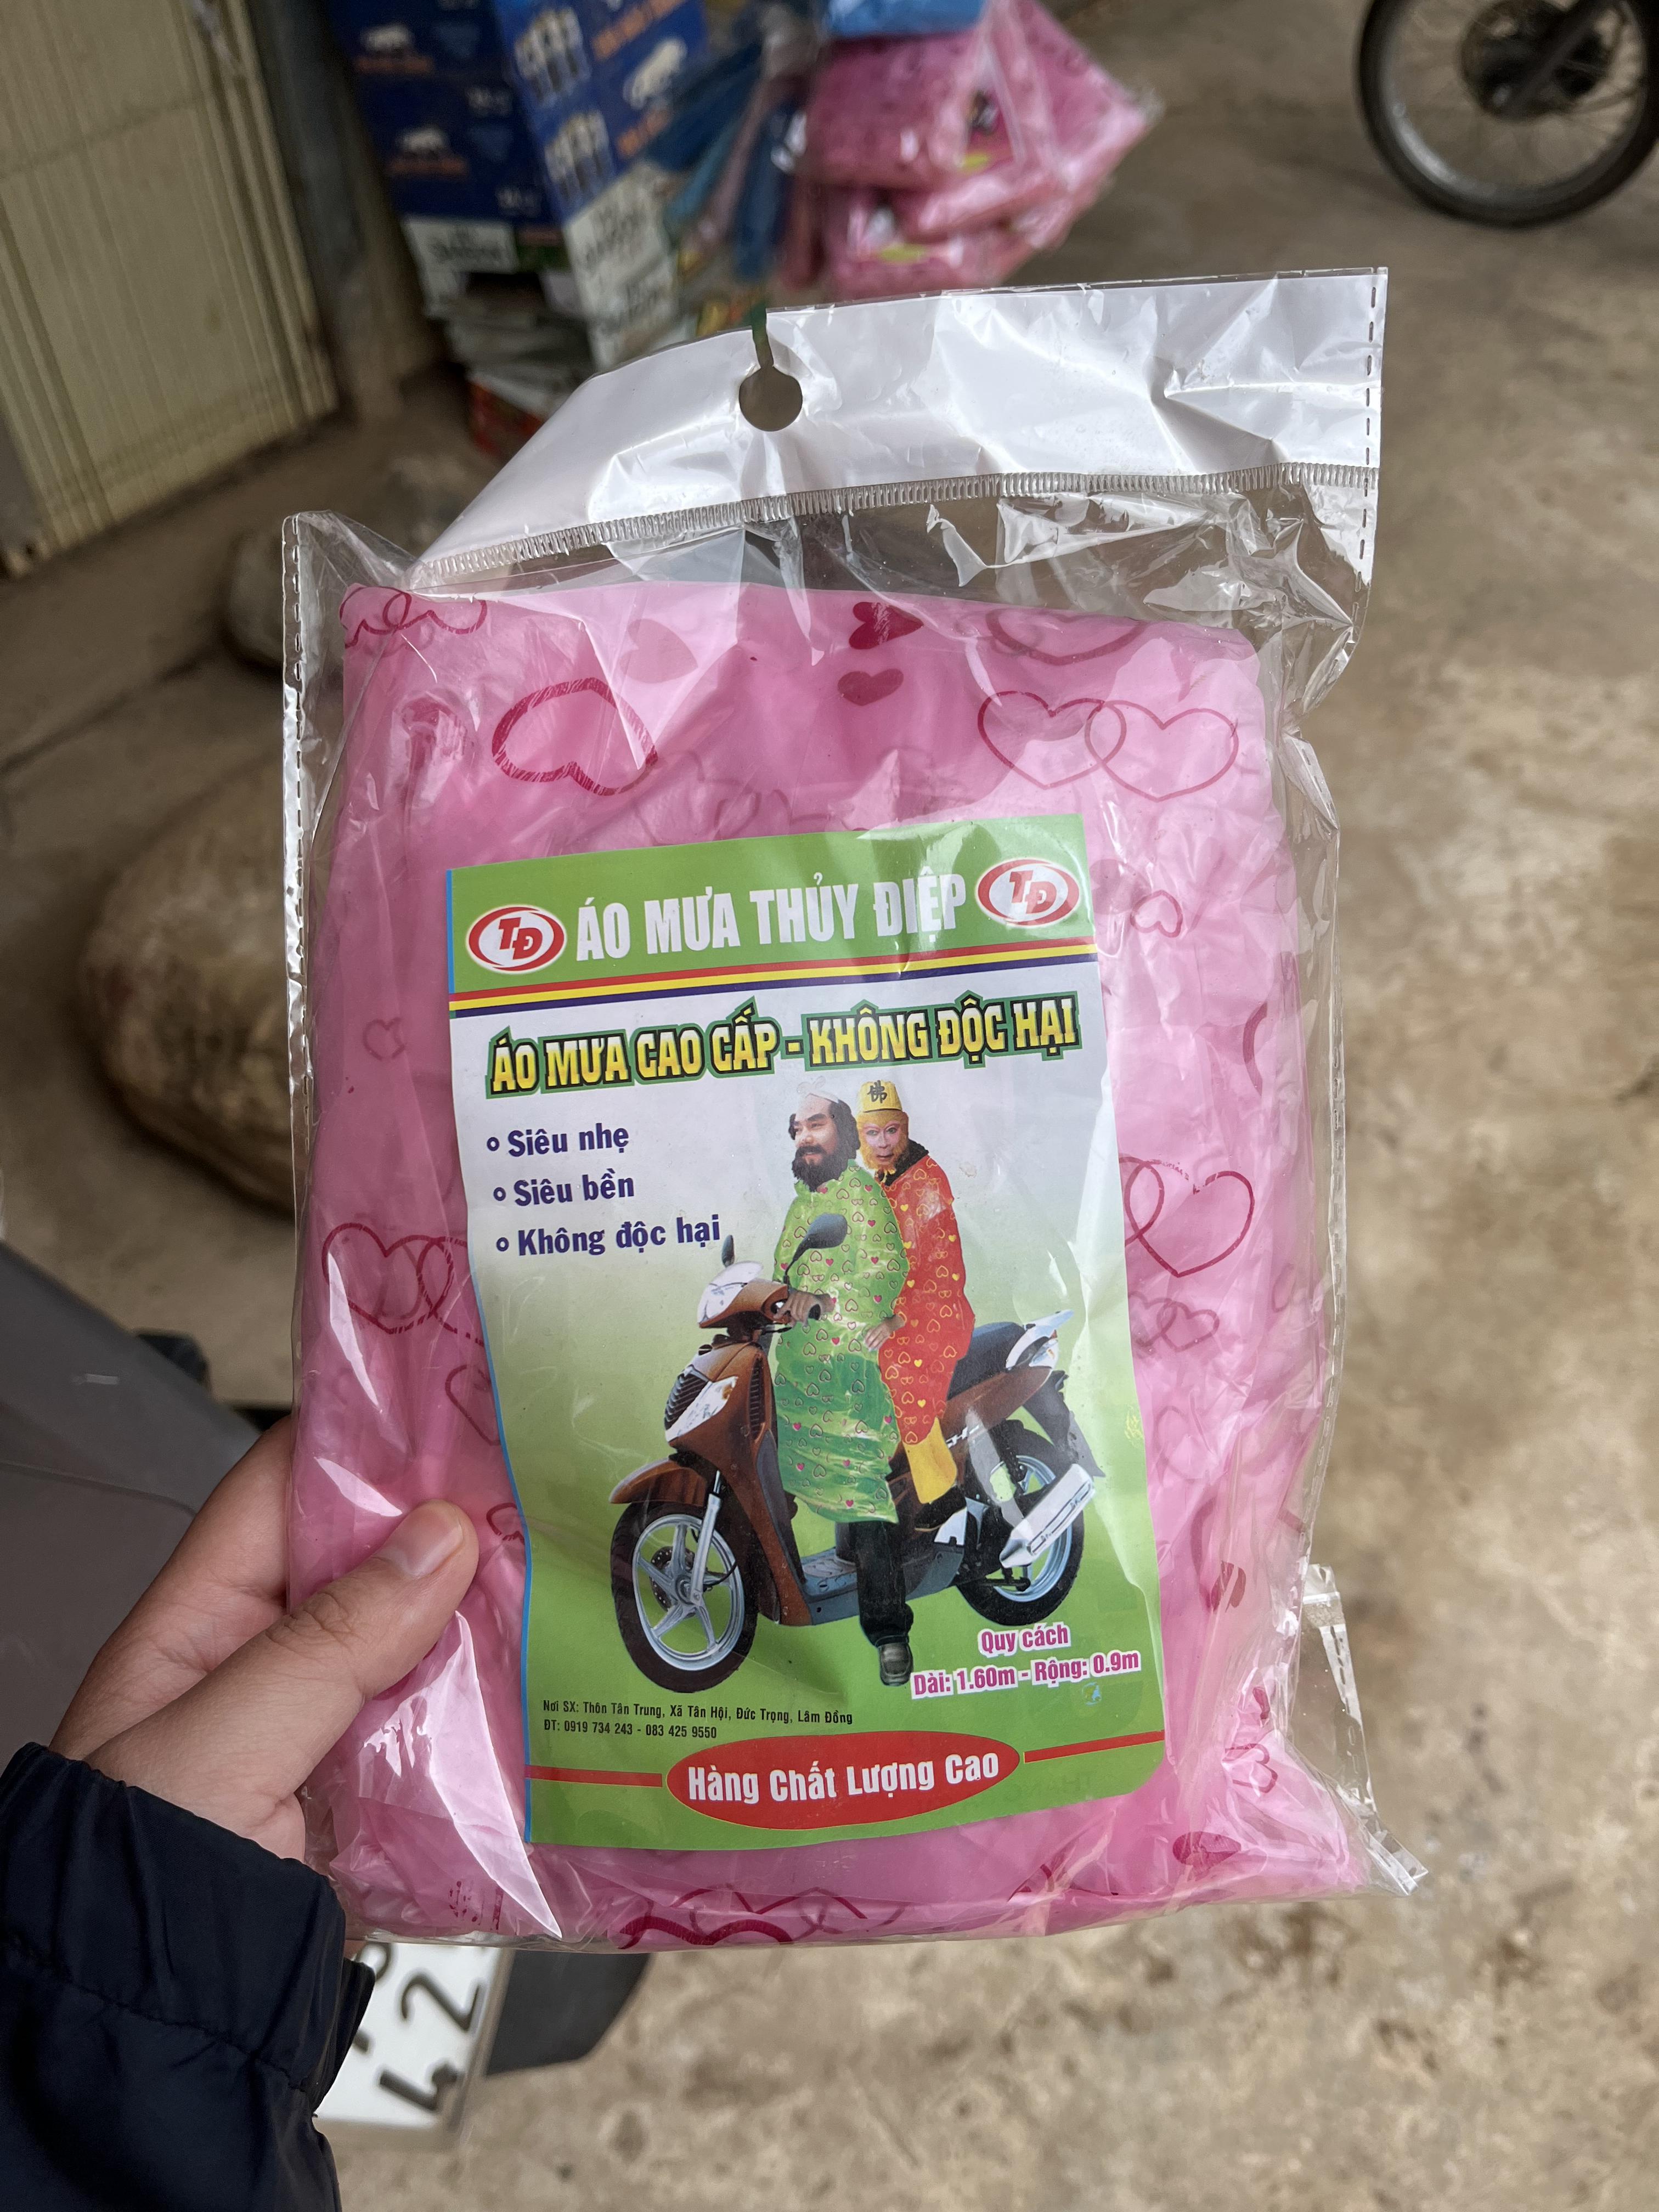 TĐ ÁO MƯA THỦY ĐIỆP TĐ
ÁO MƯA CAO CẤP - KHÔNG ĐỘC HẠI
Siêu nhẹ
Siêu bền
Không độc hại
佛
Quy cách
Dài: 1.60m - Rộng: 0.9m
Nơi SX: Thôn Tân Trung, Xã Tân Hội, Đức Trọng, Lâm Đồng
ĐT: 0919 734 243 - 083 425 9550
Hàng Chất Lượng Cao
42